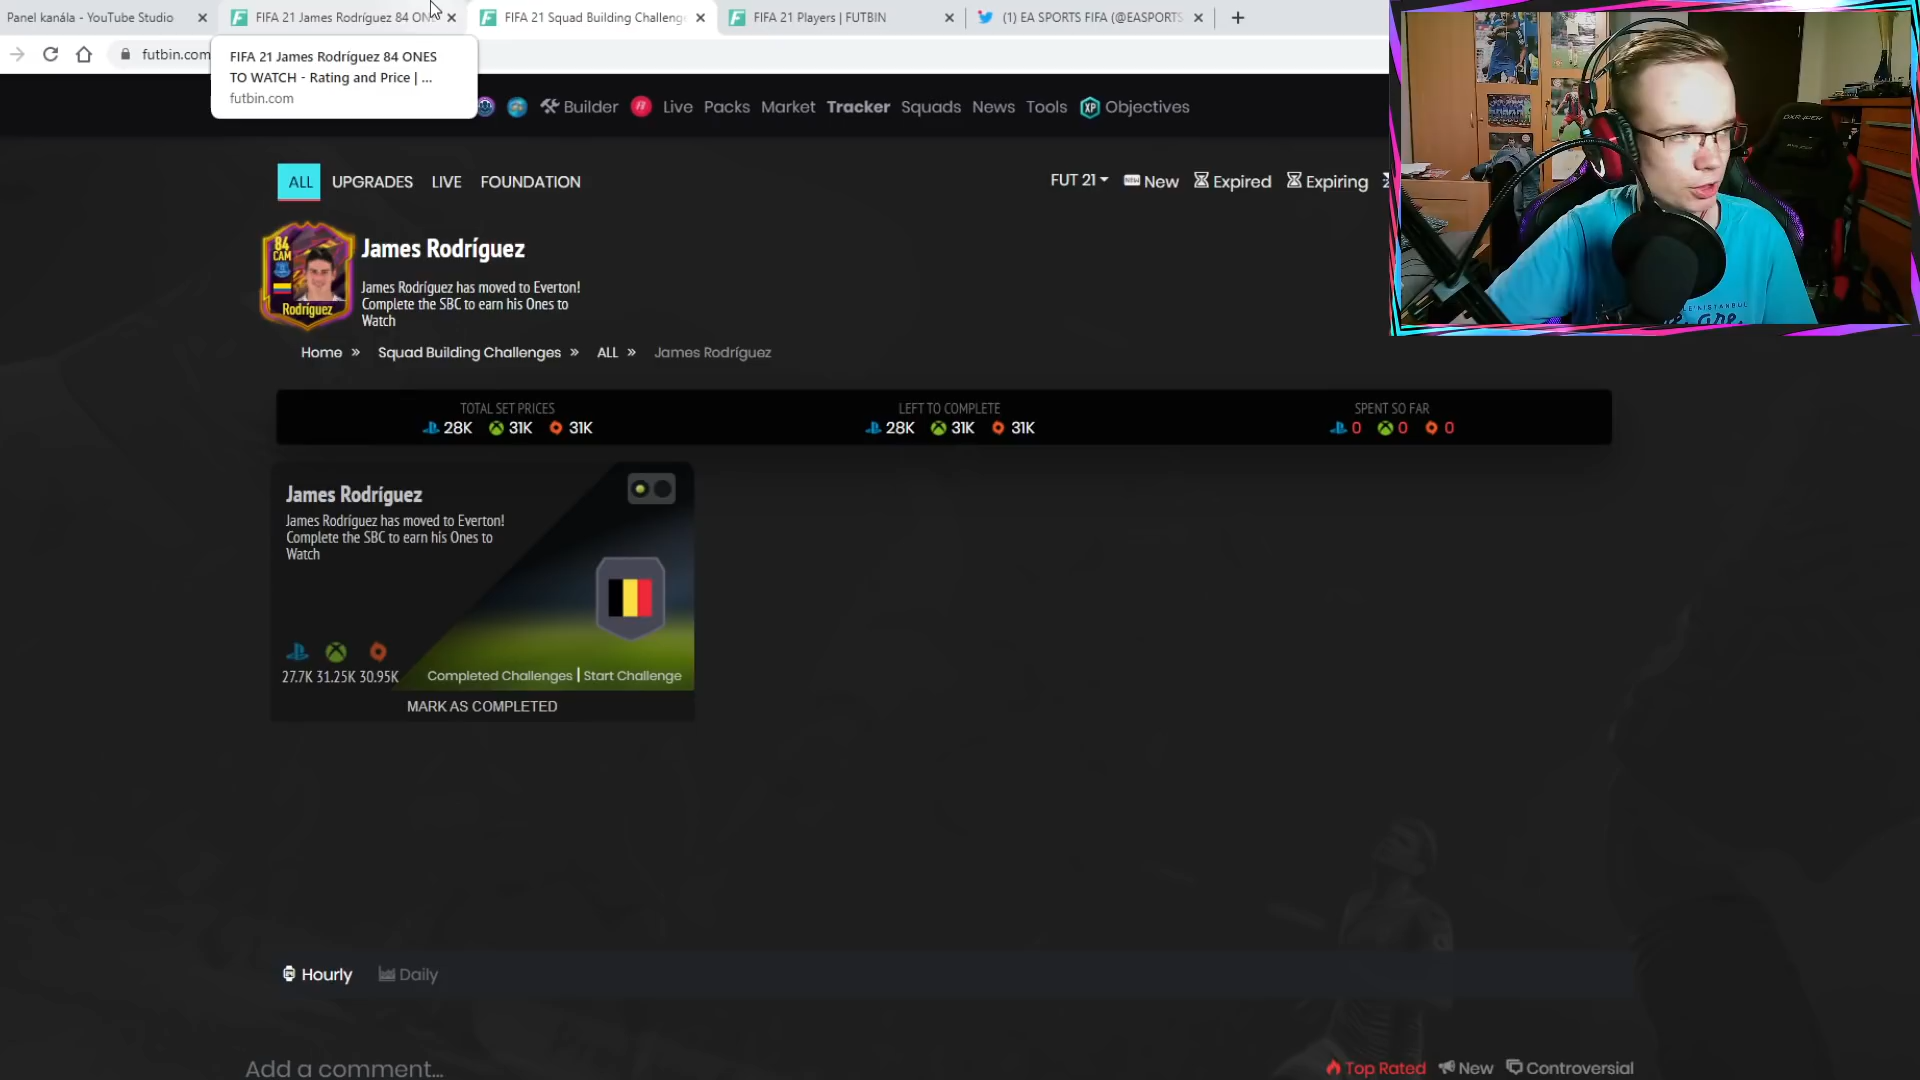 Panel kanála - YouTube Studio
FIFA 21 James Rodríguez 84 ON
FIFA 21 Squad Building Challeng
FIFA 21 Players | FUTBIN
(1) EA SPORTS FIFA (@EASPORTS
futbin.com
FIFA 21 James Rodríguez 84 ONES
TO WATCH - Rating and Price | ...
futbin.com
Builder Live Packs Market Tracker Squads News Tools XP Objectives
ALL UPGRADES LIVE FOUNDATION
FUT 21 New Expired Expiring
84
CAM
Rodríguez
James Rodríguez
James Rodríguez has moved to Everton!
Complete the SBC to earn his Ones to
Watch
Home » Squad Building Challenges » ALL » James Rodríguez
TOTAL SET PRICES
28K 31K 31K
LEFT TO COMPLETE
28K 31K 31K
SPENT SO FAR
0 0 0
James Rodríguez
James Rodríguez has moved to Everton!
Complete the SBC to earn his Ones to
Watch
27.7K 31.25K 30.95K
Completed Challenges | Start Challenge
MARK AS COMPLETED
Hourly Daily
Add a comment...
Top Rated New Controversial